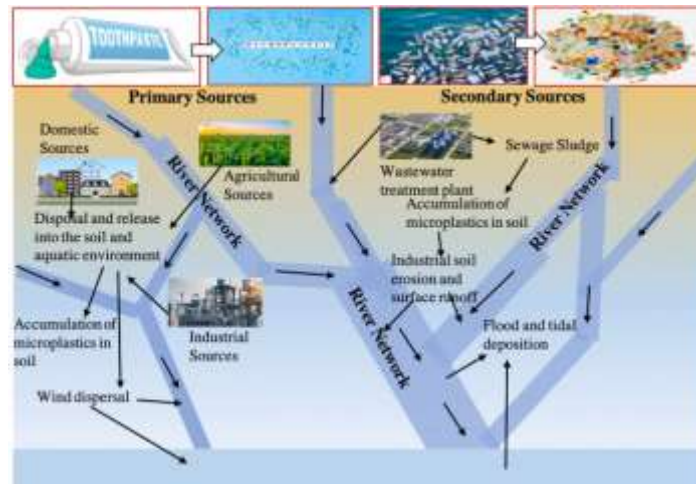 TOOTHPASTE
Primary Sources
Secondary Sources
Domestic
Sources
Agricultural
Sources
River Network
Disposal and release
into the soil and
aquatic environment
Industrial
Sources
Accumulation of
microplastics in
soil
Wind dispersal
Wastewater
treatment plant
Sewage Sludge
Accumulation of
microplastics in soil
River Network
Industrial soil
erosion and
surface runoff
River Network
Flood and tidal
deposition